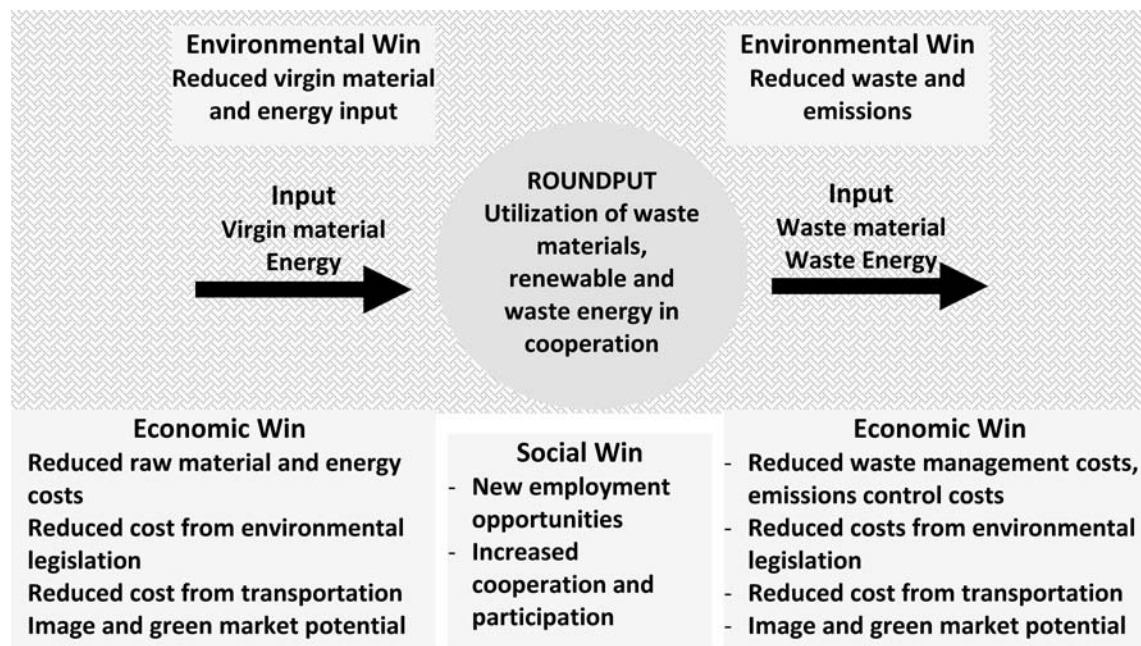 Environmental Win
Reduced virgin material
and energy input
Environmental Win
Reduced waste and
emissions
Input
Virgin material
Energy
ROUNDPUT
Utilization of waste
materials,
renewable and
waste energy in
cooperation
Input
Waste material
Waste Energy
Economic Win
Reduced raw material and energy
costs
Reduced cost from environmental
legislation
Reduced cost from transportation
Image and green market potential
Social Win
- New employment
opportunities
- Increased
cooperation and
participation
Economic Win
- Reduced waste management costs,
emissions control costs
- Reduced costs from environmental
legislation
- Reduced cost from transportation
- Image and green market potential